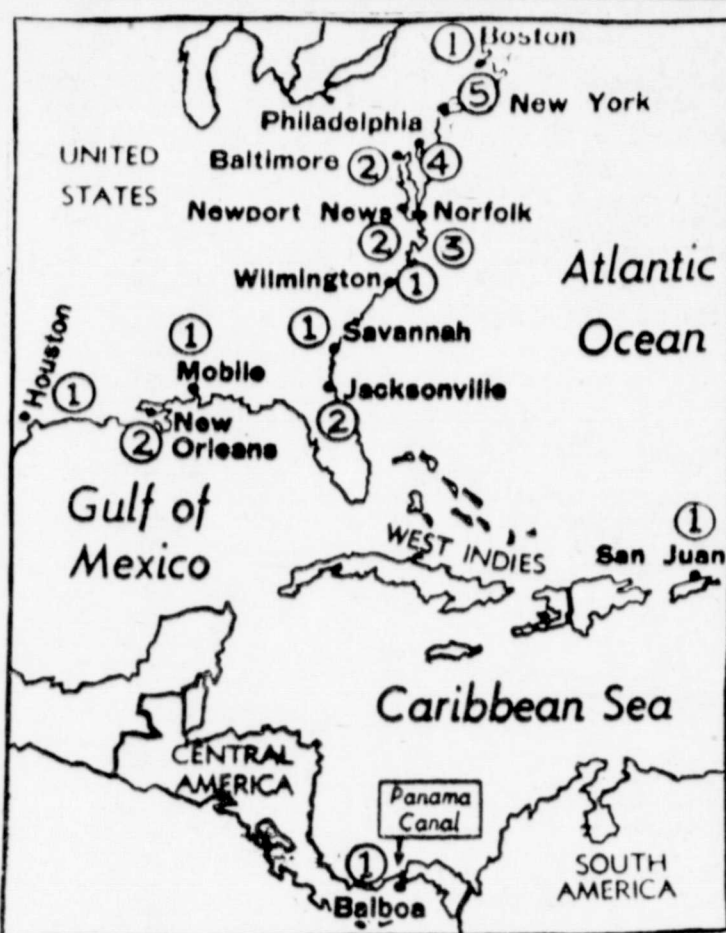 ① Boston
⑤ New York
Philadelphia
④
UNITED
STATES
Baltimore ②
Newport News
②
Norfolk
③
Wilmington ①
Atlantic
Ocean
① Savannah
①
Mobile
Houston
①
Jacksonville
②
New
Orleans
②
Gulf of
Mexico
WEST INDIES
①
San Juan
Caribbean Sea
CENTRAL
AMERICA
Panama
Canal
①
Balboa
SOUTH
AMERICA